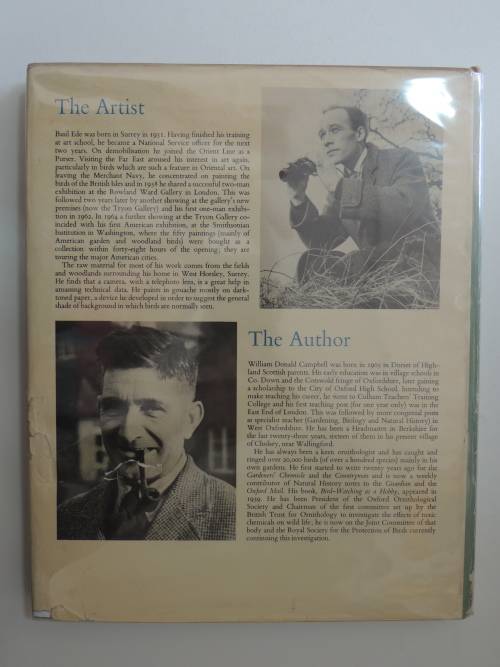 The Artist
Basil Ede was born in Surrey in 1931. Having finished his training
at art school, he became a National Service officer for the next
two years. On demobilisation he joined the Orient Line as a
Purser. Visiting the Far East aroused his interest in art again,
particularly in birds which are such a feature in Oriental art. On
leaving the Merchant Navy, he concentrated on painting the
birds of the British Isles and in 1958 he shared a successful two-man
exhibition at the Rowland Ward Gallery in London. This was
followed two years later by another showing at the gallery's new
premises (now the Tryon Gallery) and his first one-man exhibi-
tion in 1962. In 1964 a further showing at the Tryon Gallery co-
incided with his first American exhibition, at the Smithsonian
Institution in Washington, where the fifty paintings (mainly of
American garden and woodland birds) were bought as a
collection within forty-eight hours of the opening; they are
touring the major American cities.
The raw material for most of his work comes from the fields
and woodlands surrounding his home in West Horsley, Surrey.
He finds that a camera, with a telephoto lens, is a great help in
amassing technical data. He paints in gouache mostly on dark-
toned paper, a device he developed in order to suggest the general
shade of background in which birds are normally seen.
The Author
William Donald Campbell was born in 1905 in Dorset of High-
land Scottish parents. His early education was in village schools in
Co. Down and the Cotswold fringe of Oxfordshire, later gaining
a scholarship to the City of Oxford High School. Intending to
make teaching his career, he went to Culham Teachers' Training
College and his first teaching post (for one year only) was in the
East End of London. This was followed by more congenial posts
as specialist teacher (Gardening, Biology and Natural History) in
West Oxfordshire. He has been a Headmaster in Berkshire for
the last twenty-three years, sixteen of them in his present village
of Cholsey, near Wallingford.
He has always been a keen ornithologist and has caught and
ringed over 20,000 birds (of over a hundred species) mainly in his
own gardens. He first started to write twenty years ago for the
Gardeners' Chronicle and the Countryman and is now a weekly
contributor of Natural History notes to the Guardian and the
Oxford Mail. His book, Bird-Watching as a Hobby, appeared in
1959. He has been President of the Oxford Ornithological
Society and Chairman of the first committee set up by the
British Trust for Ornithology to investigate the effects of toxic
chemicals on wild life; he is now on the Joint Committee of that
body and the Royal Society for the Protection of Birds currently
continuing this investigation.